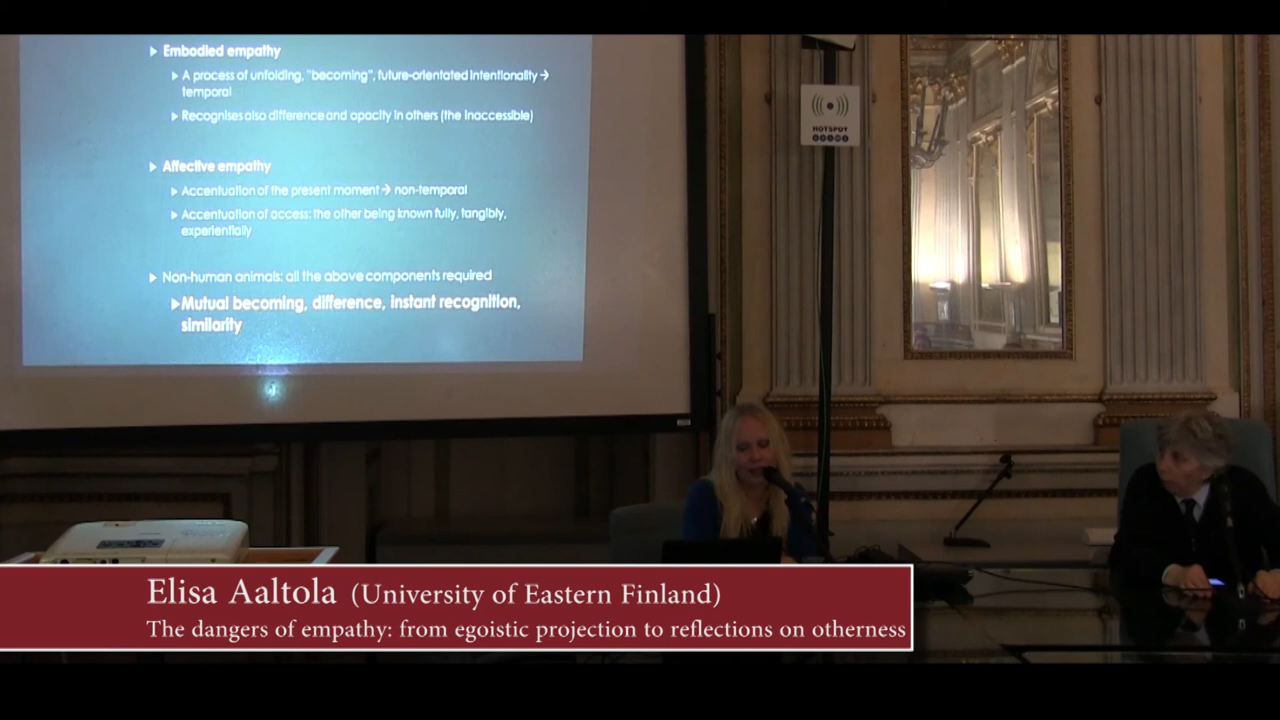 Embodied empathy
A process of unfolding, "becoming", future-orientated intentionality →
temporal
Recognises also difference and opacity in others (the inaccessible)
Affective empathy
Accentuation of the present moment → non-temporal
Accentuation of access: the other being known fully, tangibly,
experientially
Non-human animals: all the above components required
Mutual becoming, difference, instant recognition,
similarity
HOTSPOT
Elisa Aaltola (University of Eastern Finland)
The dangers of empathy: from egoistic projection to reflections on otherness